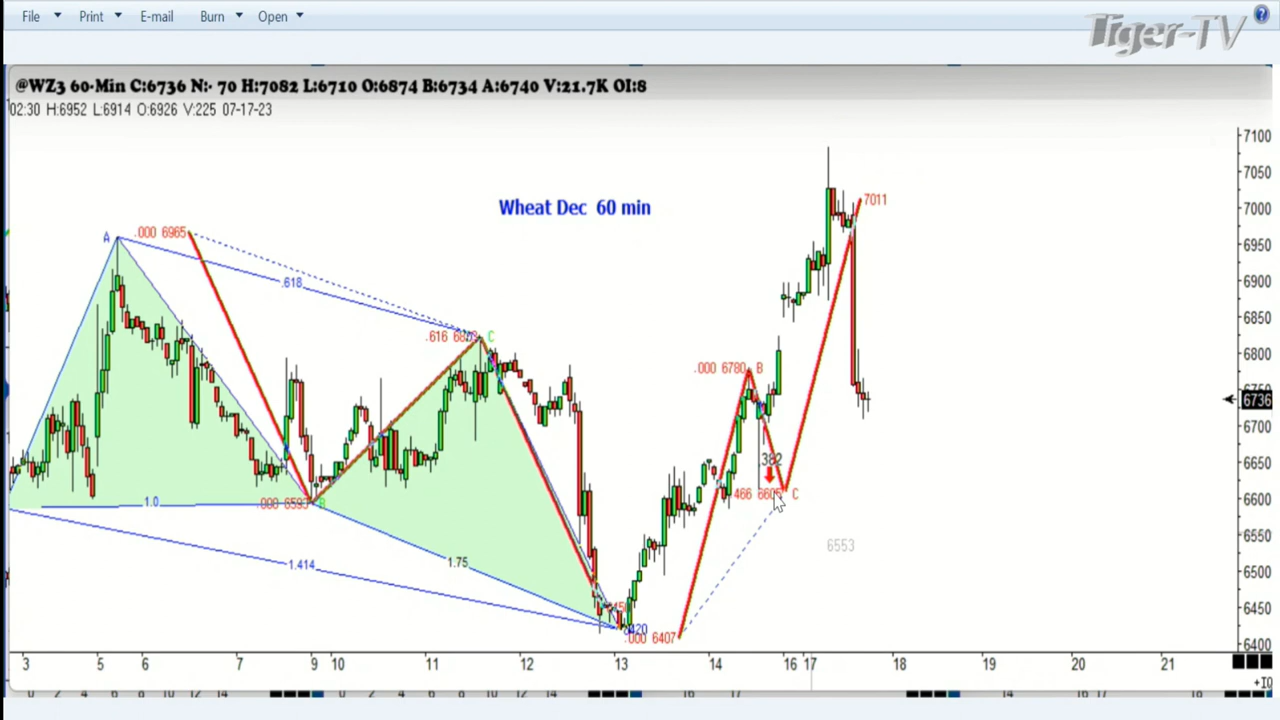 File Print E-mail Burn Open
Tiger-TV
@WZ3 60-Min C:6736 N:- 70 H:7082 L:6710 O:6874 B:6734 A:6740 V:21.7K OI:8
02:30 H:6952 L:6914 O:6926 V:225 07-17-23
Wheat Dec 60 min
7100
7050
7011
7000
A .000 6965
6950
.618
6900
6850
.616 C
6800
.000 6780 B
6736
6700
.382
6650
466 C
6600
1.0
B
6553
6550
1.414 1.75
6500
6450
.000 6407
6400
3 5 6 7 9 10 11 12 13 14 16 17 18 19 20 21